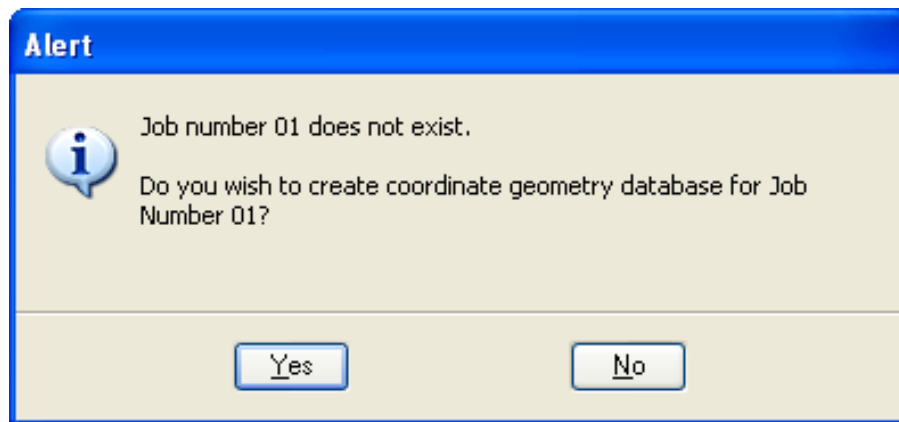 Alert
Job number 01 does not exist.
Do you wish to create coordinate geometry database for Job
Number 01?
Yes
No